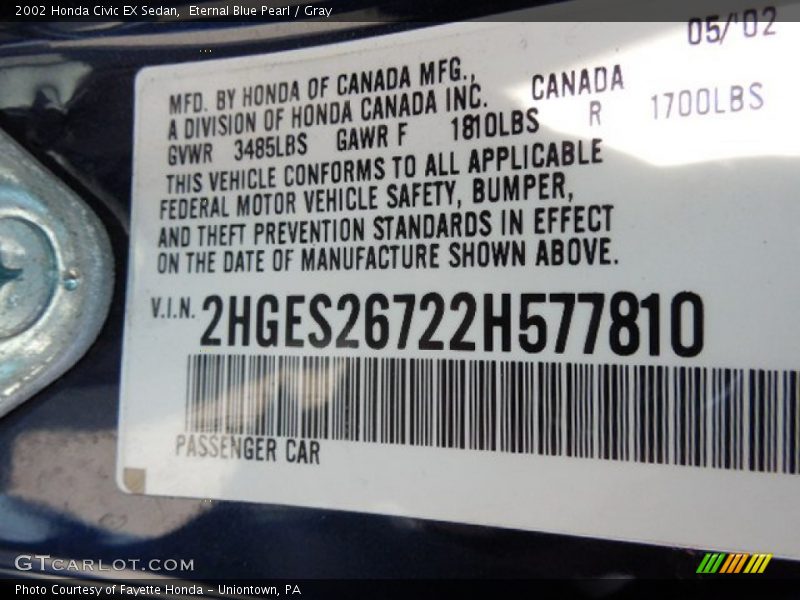 2002 Honda Civic EX Sedan,  Eternal Blue Pearl / Gray
05/'02
MFD. BY HONDA OF CANADA MFG.,
A DIVISION OF HONDA CANADA INC. CANADA
GVWR 3485LBS GAWR F 1810LBS R 1700LBS
THIS VEHICLE CONFORMS TO ALL APPLICABLE
FEDERAL MOTOR VEHICLE SAFETY, BUMPER,
AND THEFT PREVENTION STANDARDS IN EFFECT
ON THE DATE OF MANUFACTURE SHOWN ABOVE.
V.I.N. 2HGES26722H577810
PASSENGER CAR
GTCARLOT.COM
Photo Courtesy of Fayette Honda - Uniontown, PA